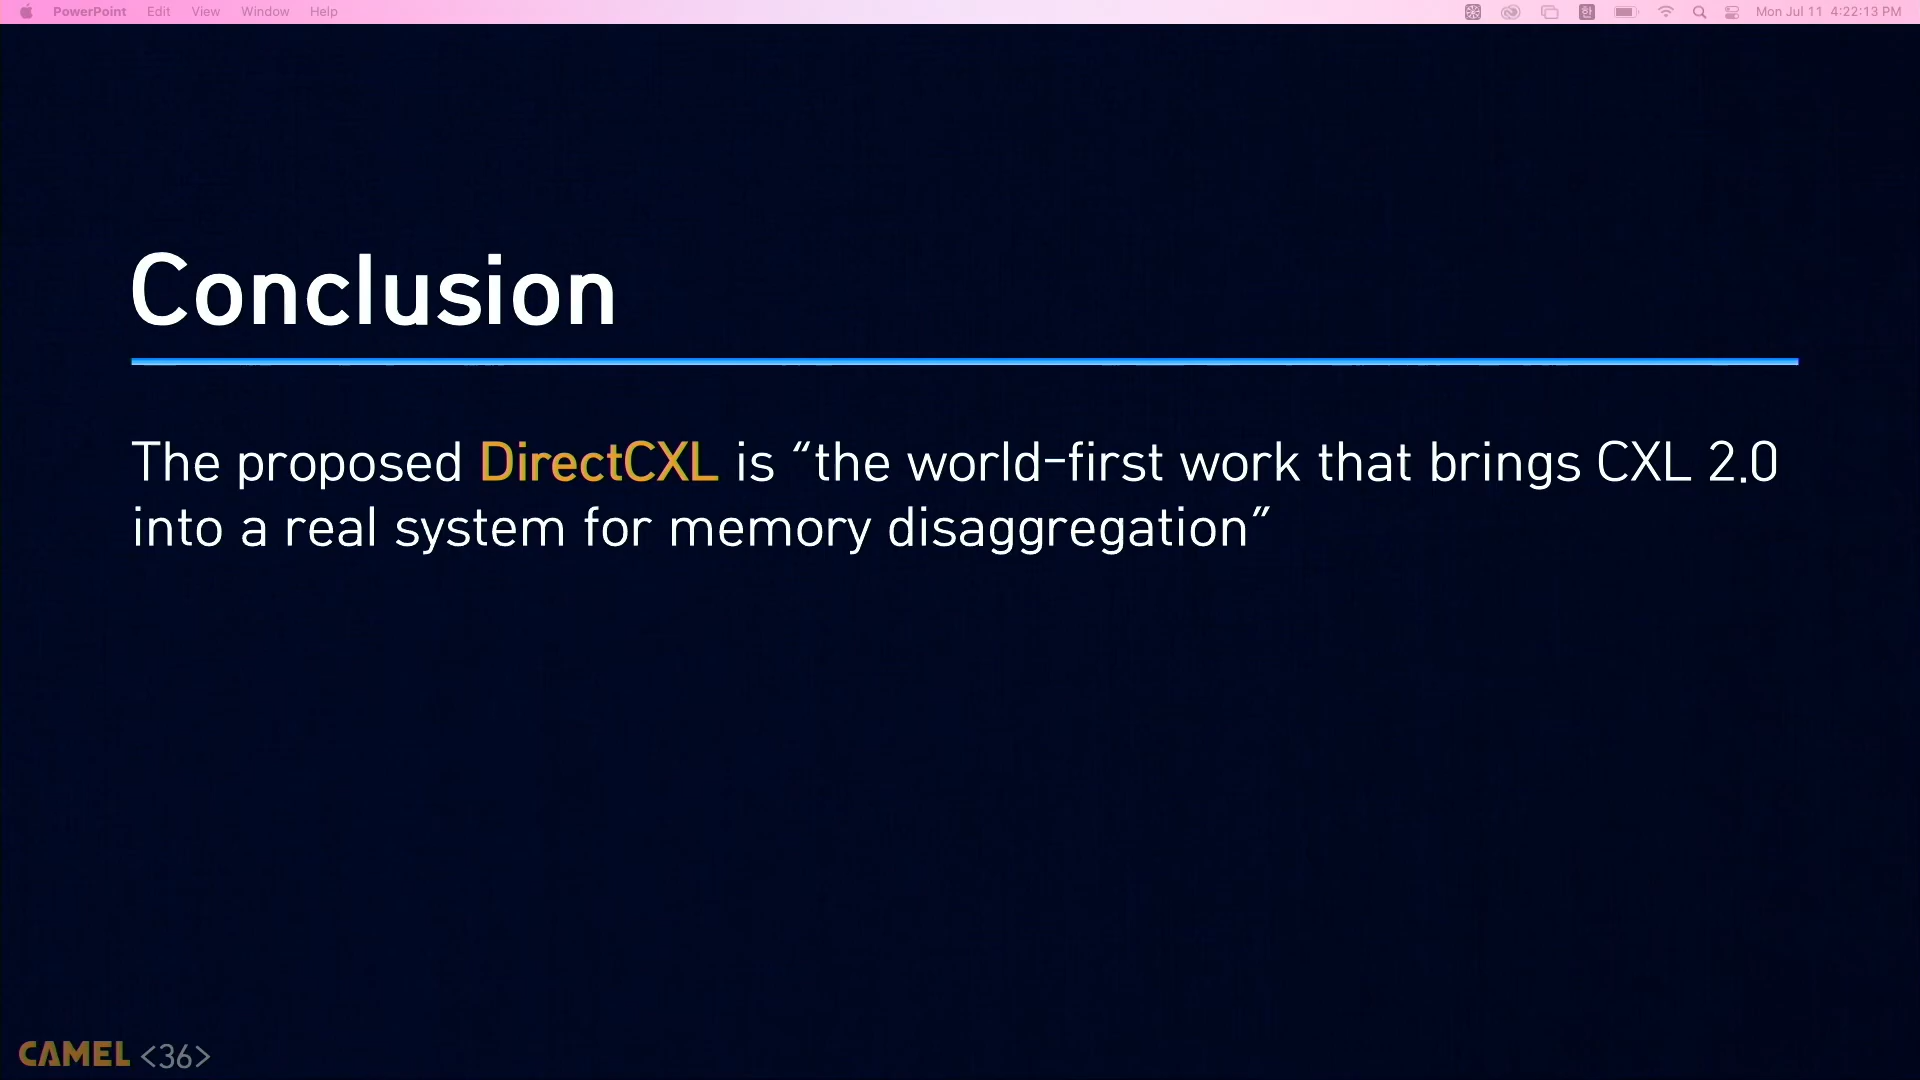 PowerPoint Edit View Window Help 한 Mon Jul 11 4:22:13 PM
Conclusion
The proposed DirectCXL is “the world-first work that brings CXL 2.0
into a real system for memory disaggregation”
CAMEL <36>